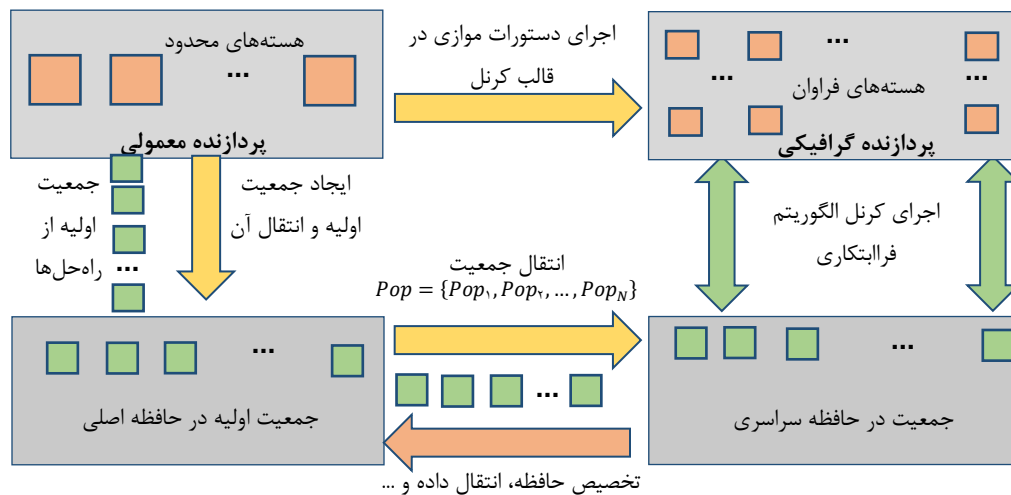 هسته‌های محدود
...
پردازنده معمولی
اجرای دستورات موازی در
قالب کرنل
...
...
...
هسته‌های فراوان
پردازنده گرافیکی
جمعیت
اولیه از
راه‌حل‌ها
...
ایجاد جمعیت
اولیه و انتقال آن
اجرای کرنل الگوریتم
فراابتکاری
انتقال جمعیت
Pop = {Pop₁, Pop₂, … , Pop_N}
...
جمعیت اولیه در حافظه اصلی
...
...
جمعیت در حافظه سراسری
تخصیص حافظه، انتقال داده و ...